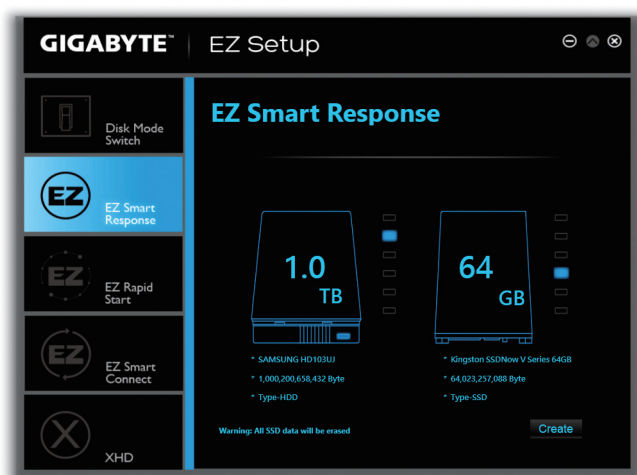 GIGABYTE™ EZ Setup
Disk Mode
Switch
EZ
EZ Smart
Response
EZ
EZ Rapid
Start
EZ
EZ Smart
Connect
X
XHD
EZ Smart Response
1.0
TB
64
GB
* SAMSUNG HD103UJ
* 1,000,200,658,432 Byte
* Type-HDD
* Kingston SSDNow V Series 64GB
* 64,023,257,088 Byte
* Type-SSD
Warning: All SSD data will be erased
Create